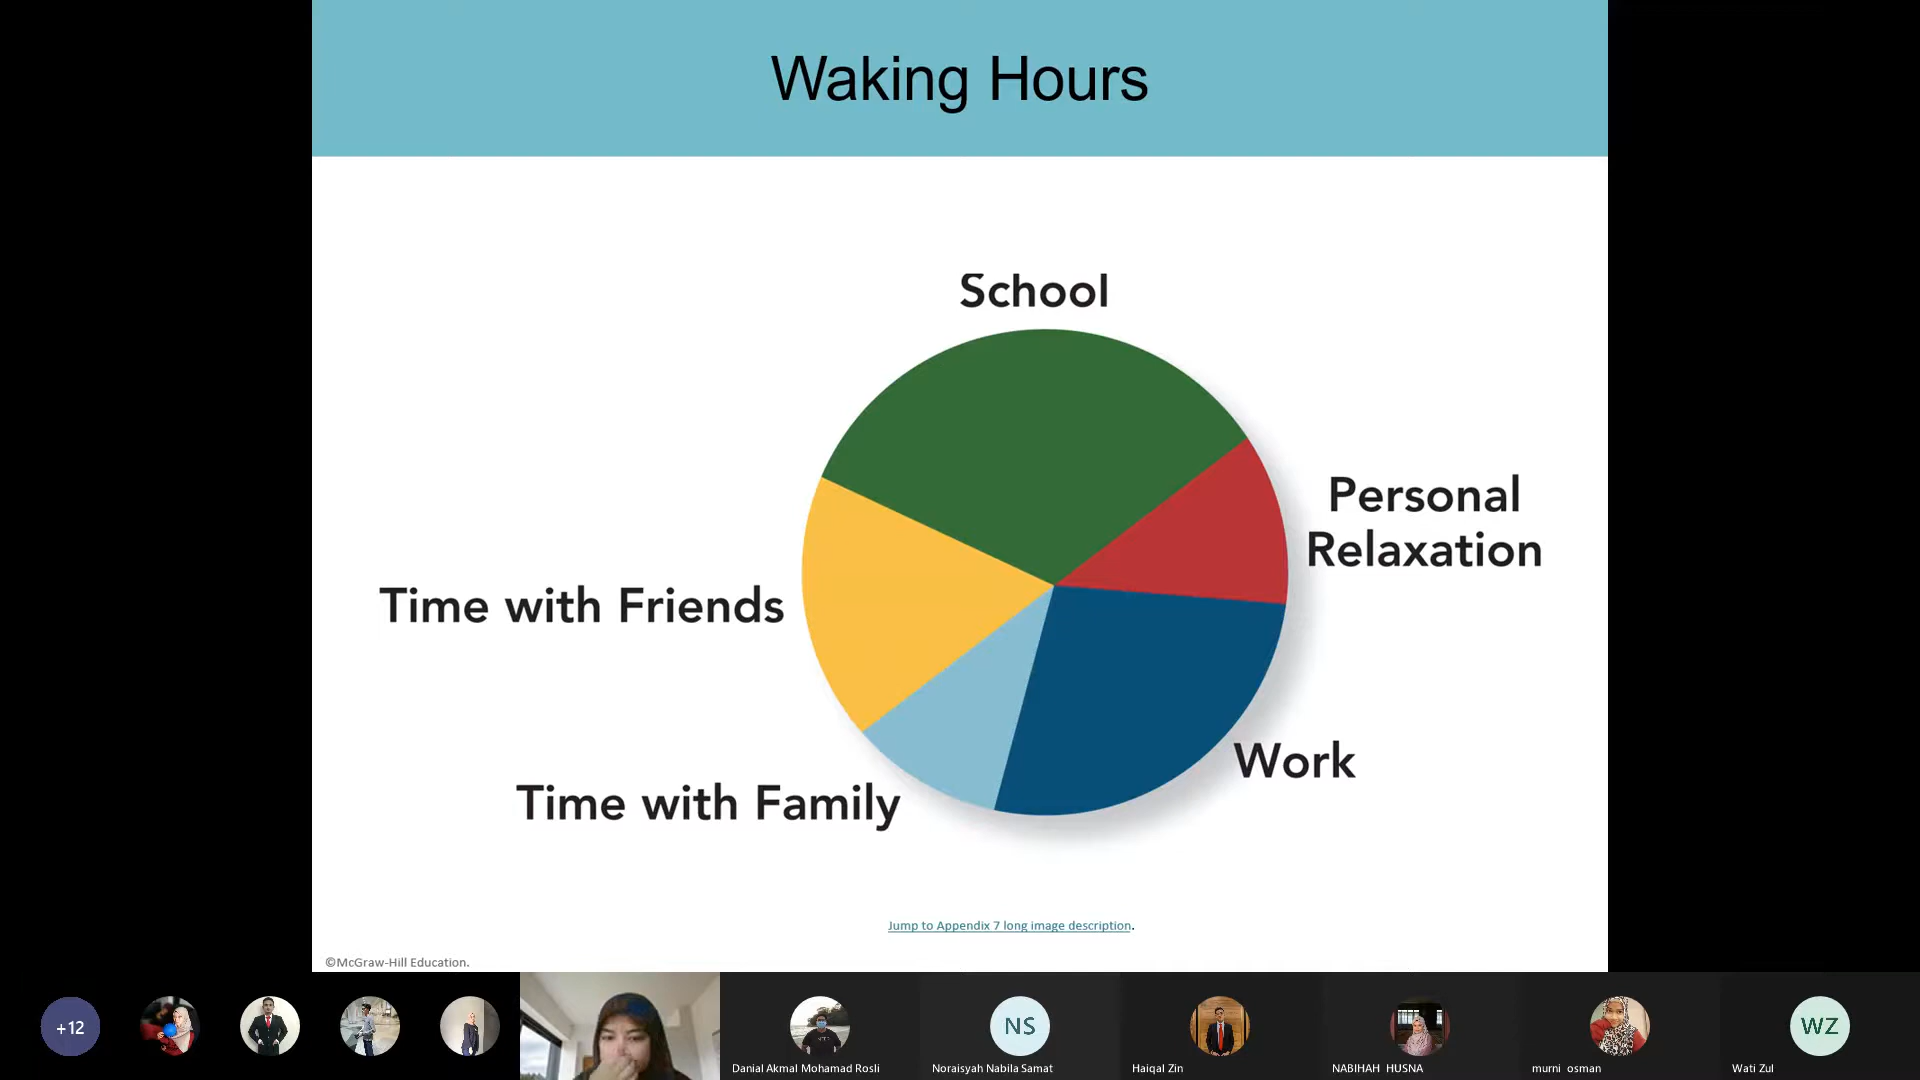 Waking Hours
School
Personal
Relaxation
Time with Friends
Work
Time with Family
Jump to Appendix 7 long image description.
©McGraw-Hill Education.
+12
NS
WZ
Danial Akmal Mohamad Rosli
Noraisyah Nabila Samat
Haiqal Zin
NABIHAH HUSNA
murni osman
Wati Zul